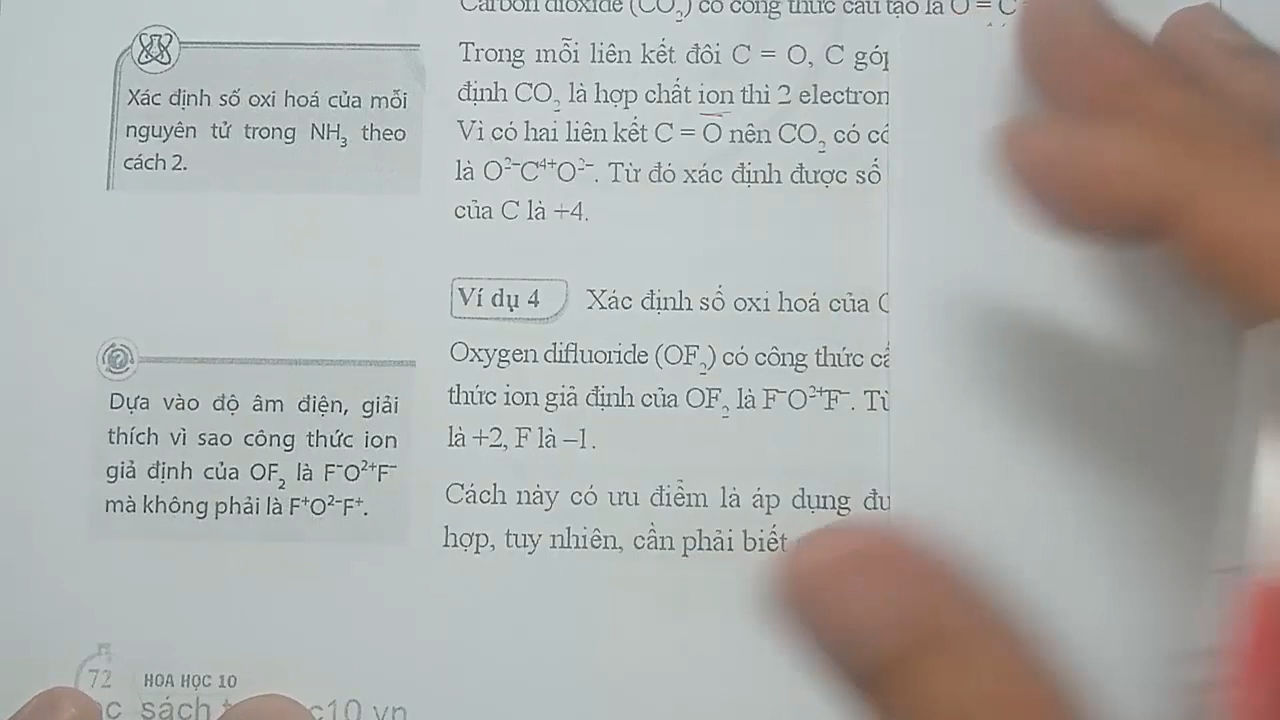 Carbon dioxide (CO₂) có công thức cấu tạo là O = C
Trong mỗi liên kết đôi C = O, C
định CO₂ là hợp chất ion thì 2 electron
Vì có hai liên kết C = O nên CO₂ có
là O²⁻C⁴⁺O²⁻. Từ đó xác định được số
của C là +4.
Ví dụ 4 Xác định số oxi hoá của
Oxygen difluoride (OF₂) có công thức
thức ion giả định của OF₂ là F⁻O²⁺F⁻.
là +2, F là –1.
Cách này có ưu điểm là áp dụng
hợp, tuy nhiên, cần phải biết
Xác định số oxi hoá của mỗi
nguyên tử trong NH₃ theo
cách 2.
Dựa vào độ âm điện, giải
thích vì sao công thức ion
giả định của OF₂ là F⁻O²⁺F⁻
mà không phải là F⁺O²⁻F⁺.
72 HOA HỌC 10
sách